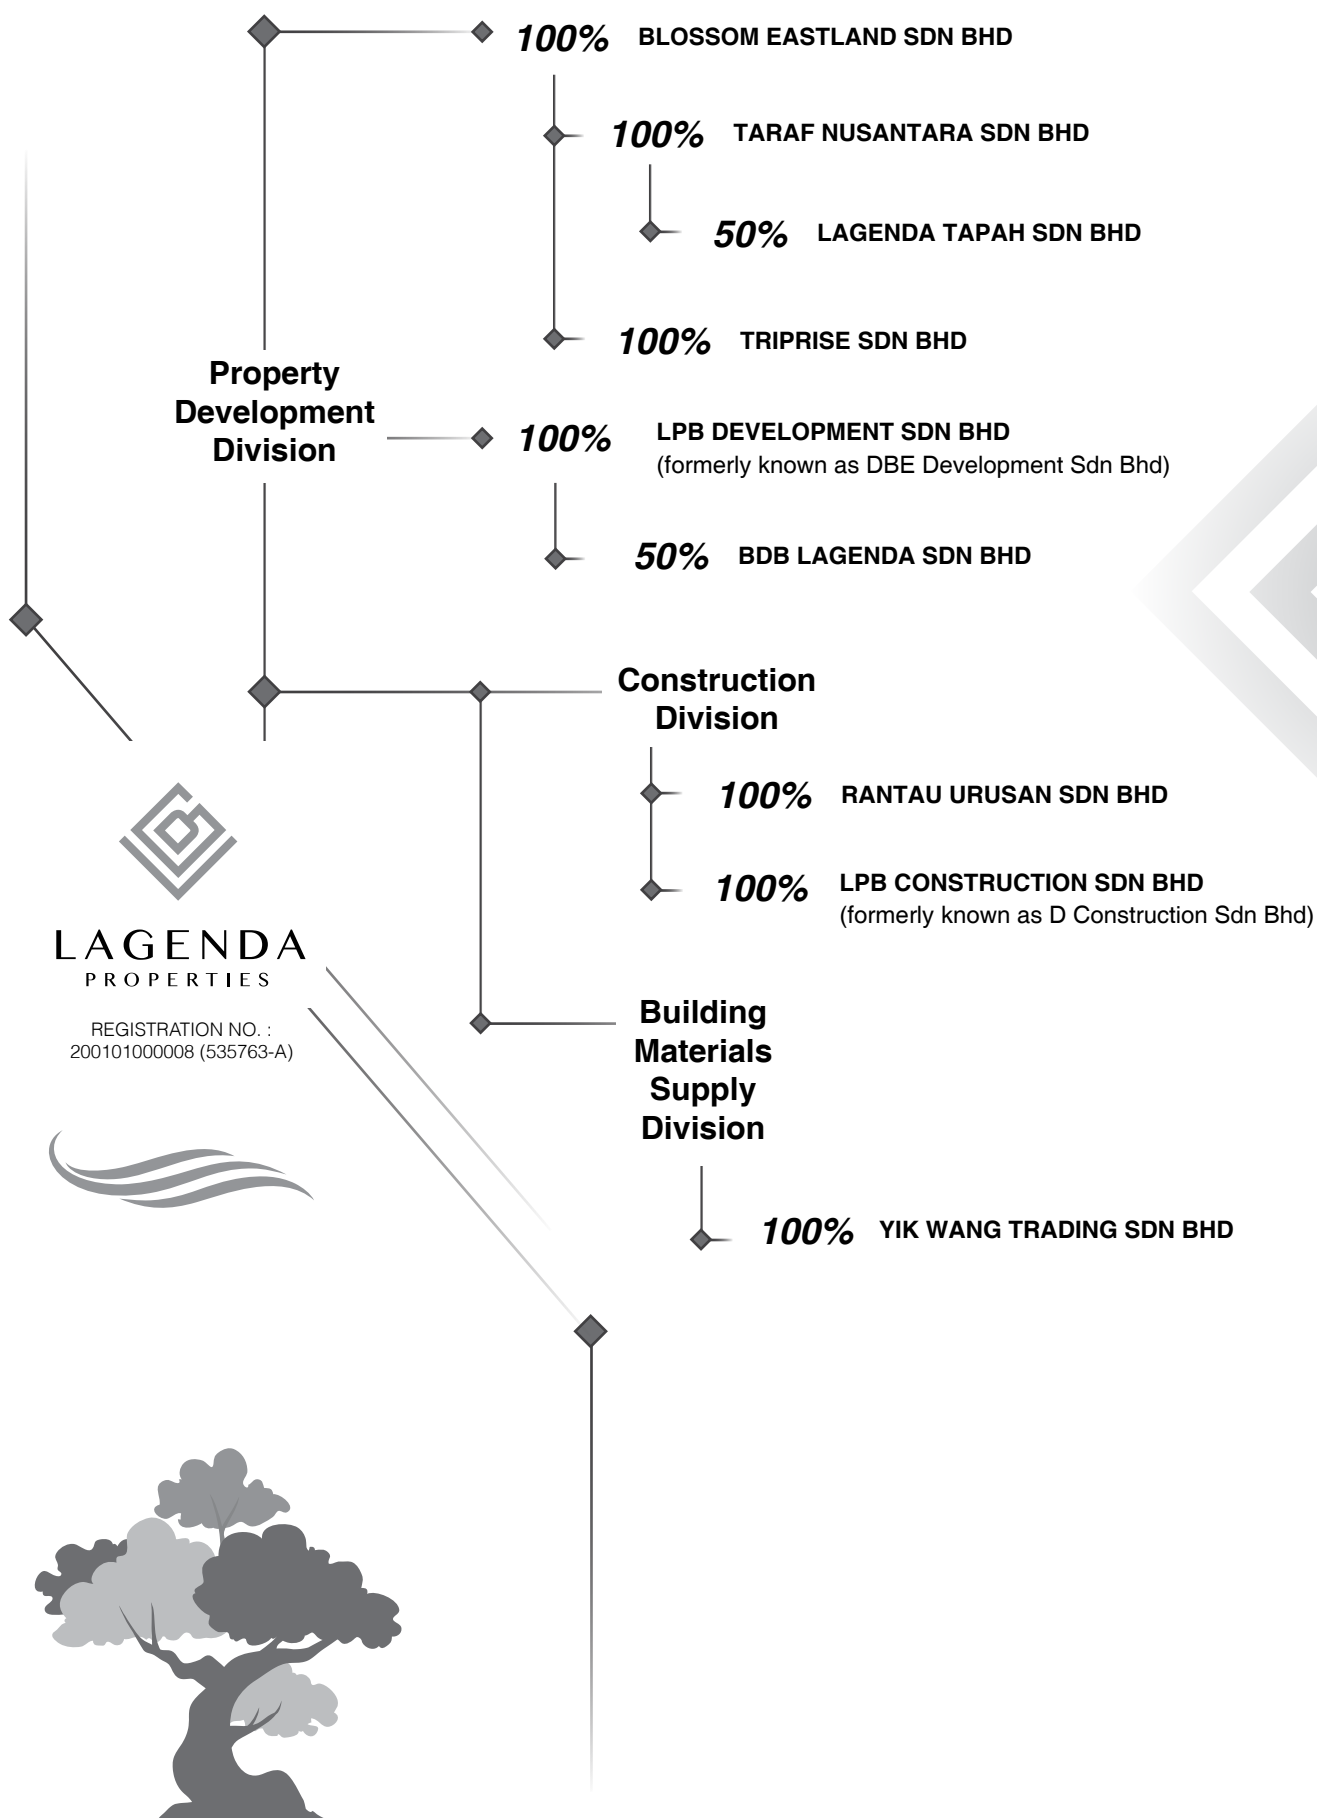 100% BLOSSOM EASTLAND SDN BHD
100% TARAF NUSANTARA SDN BHD
50% LAGENDA TAPAH SDN BHD
100% TRIPRISE SDN BHD
Property
Development
Division
100% LPB DEVELOPMENT SDN BHD
(formerly known as DBE Development Sdn Bhd)
50% BDB LAGENDA SDN BHD
Construction
Division
100% RANTAU URUSAN SDN BHD
100% LPB CONSTRUCTION SDN BHD
(formerly known as D Construction Sdn Bhd)
LAGENDA
PROPERTIES
REGISTRATION NO. :
200101000008 (535763-A)
Building
Materials
Supply
Division
100% YIK WANG TRADING SDN BHD